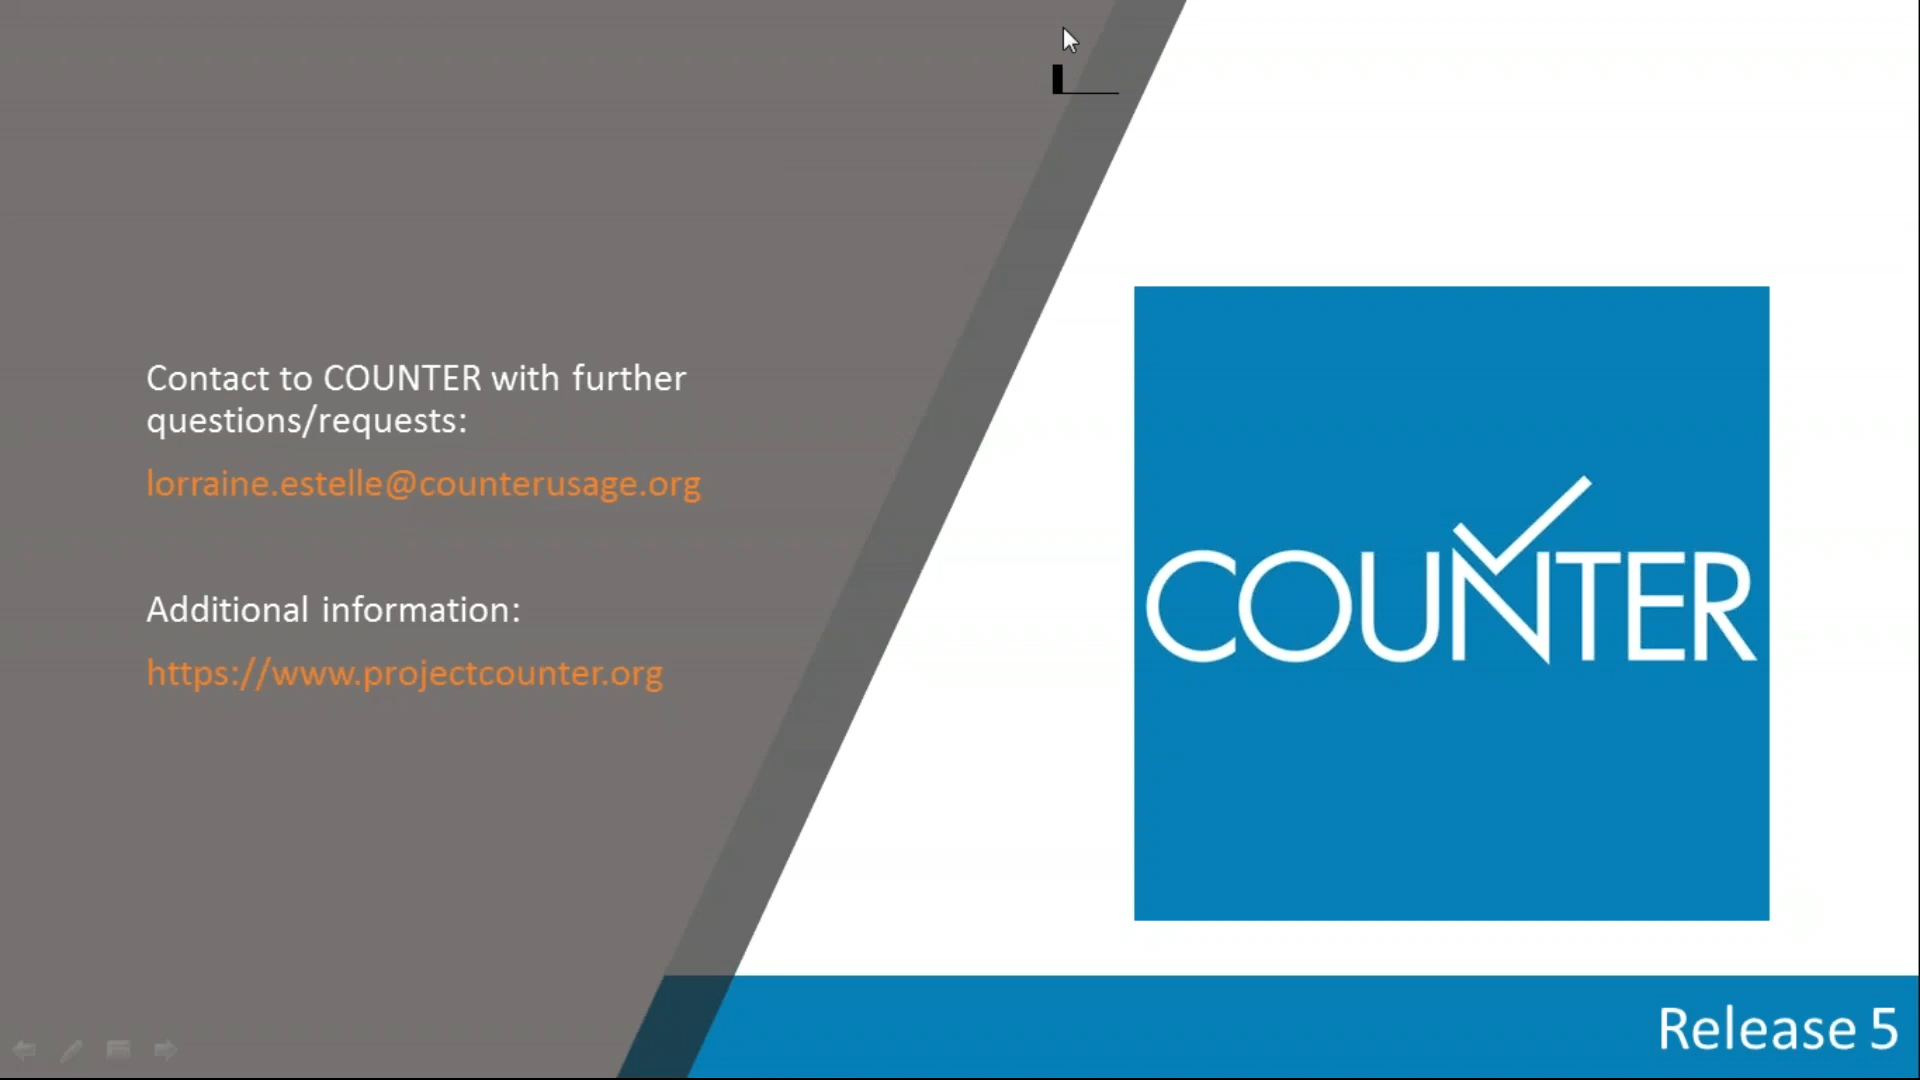 Contact to COUNTER with further
questions/requests:
lorraine.estelle@counterusage.org
Additional information:
https://www.projectcounter.org
COUNTER
Release 5